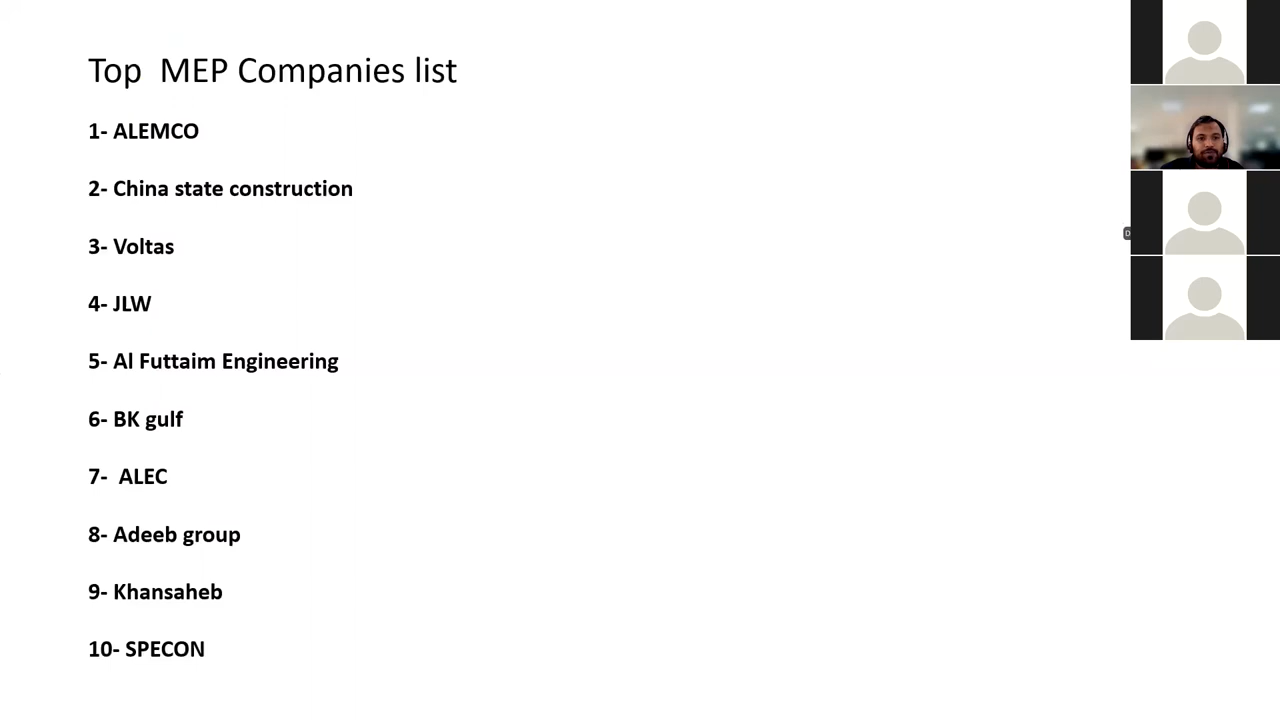 Top  MEP Companies list
1- ALEMCO
2- China state construction
3- Voltas
4- JLW
5- Al Futtaim Engineering
6- BK gulf
7-  ALEC
8- Adeeb group
9- Khansaheb
10- SPECON
D